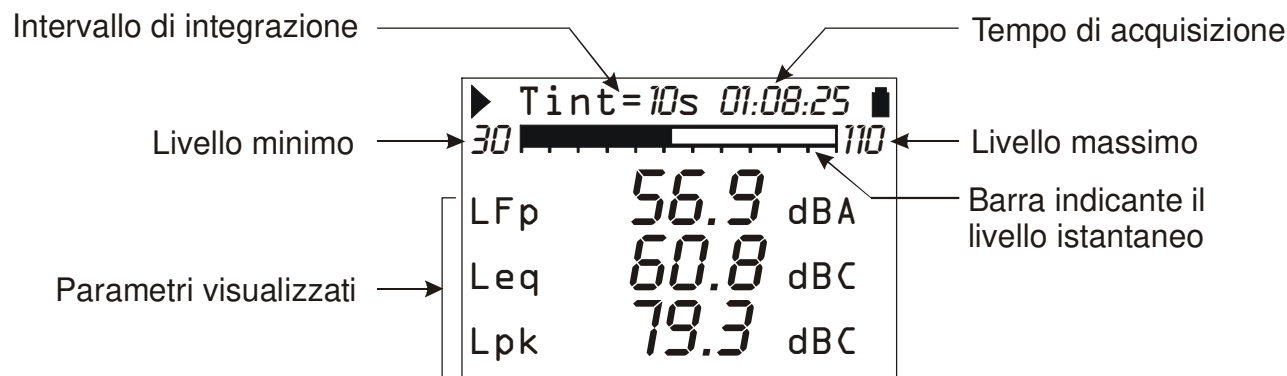 Intervallo di integrazione
Tempo di acquisizione
Tint=10s 01:08:25
Livello minimo
30
110
Livello massimo
LFp 56.9 dBA
Barra indicante il
livello istantaneo
Leq 60.8 dBC
Parametri visualizzati
Lpk 79.3 dBC